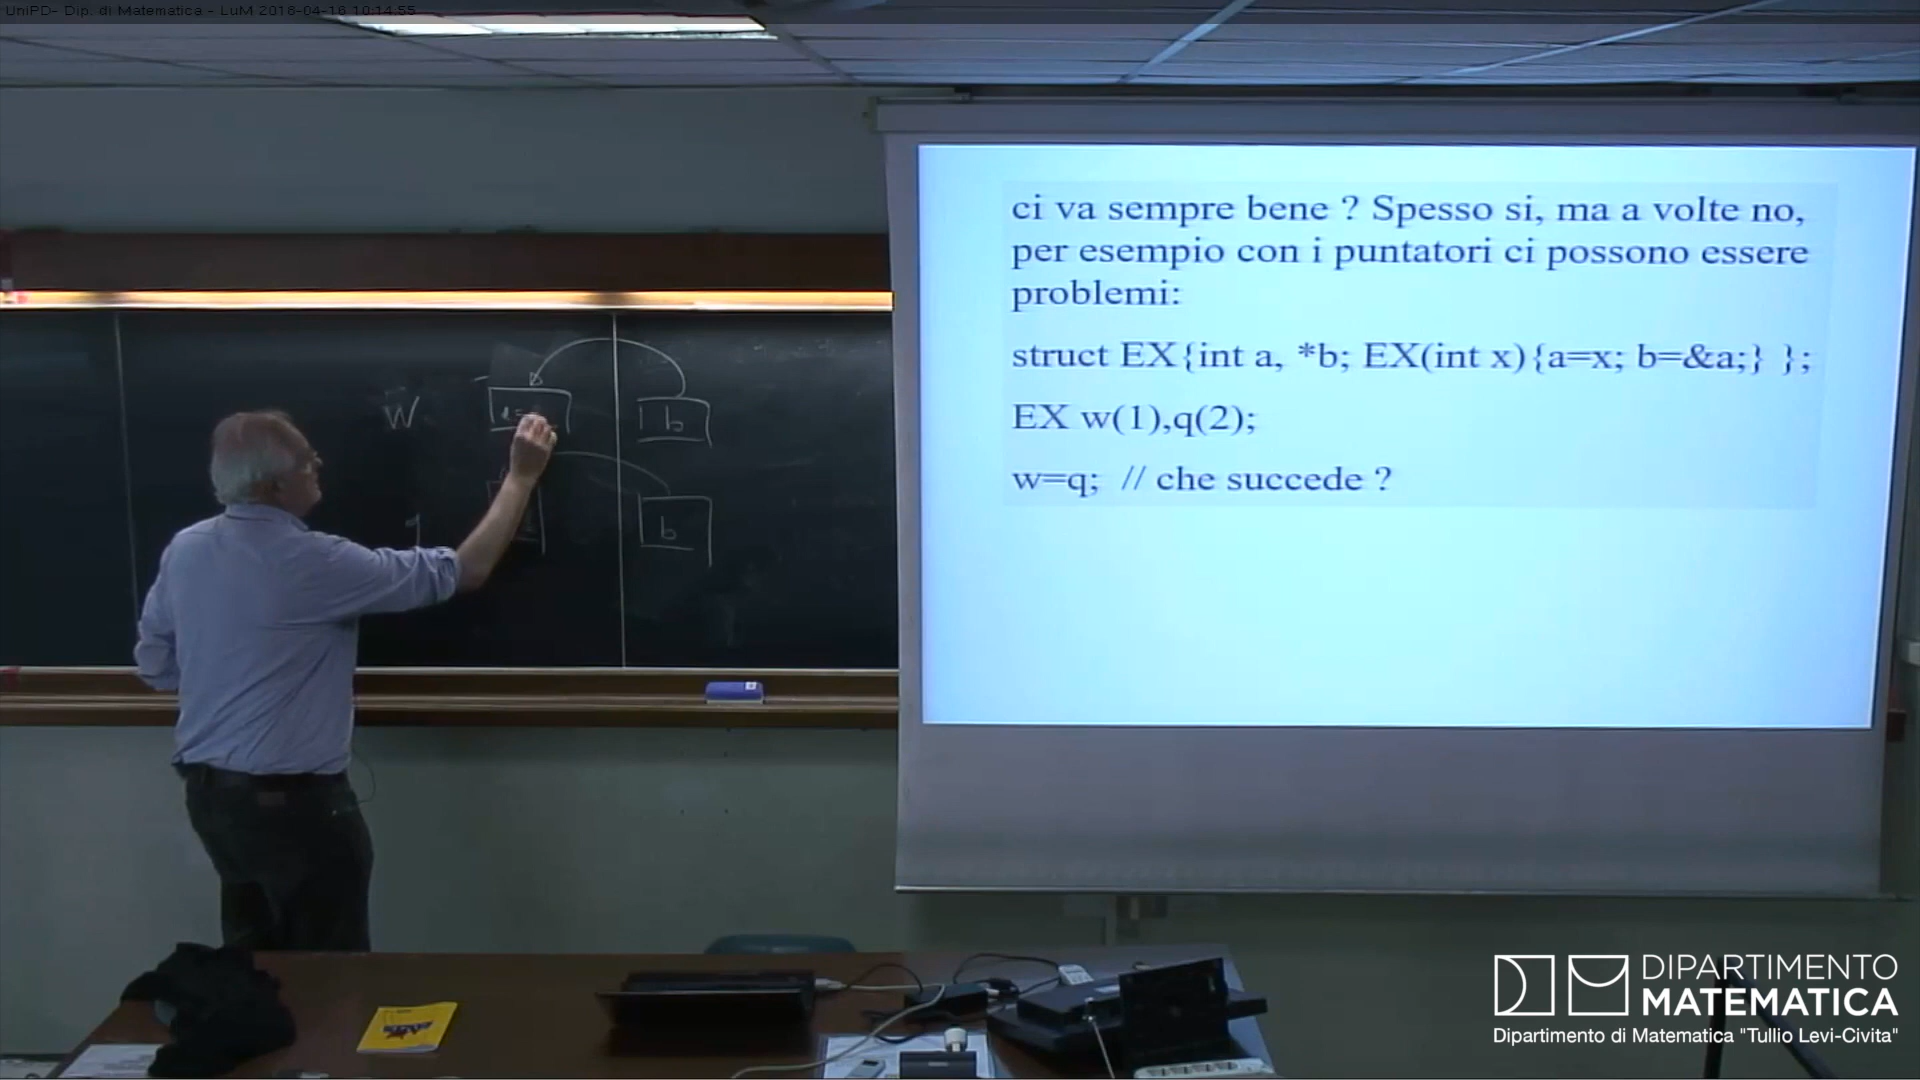 UniPD- Dip. di Matematica - LuM 2018-04-16 10:14:55
ci va sempre bene ? Spesso si, ma a volte no,
per esempio con i puntatori ci possono essere
problemi:
struct EX{int a, *b; EX(int x){a=x; b=&a;} };
EX w(1),q(2);
w=q; // che succede ?
W
b
b
DIPARTIMENTO
MATEMATICA
Dipartimento di Matematica "Tullio Levi-Civita"